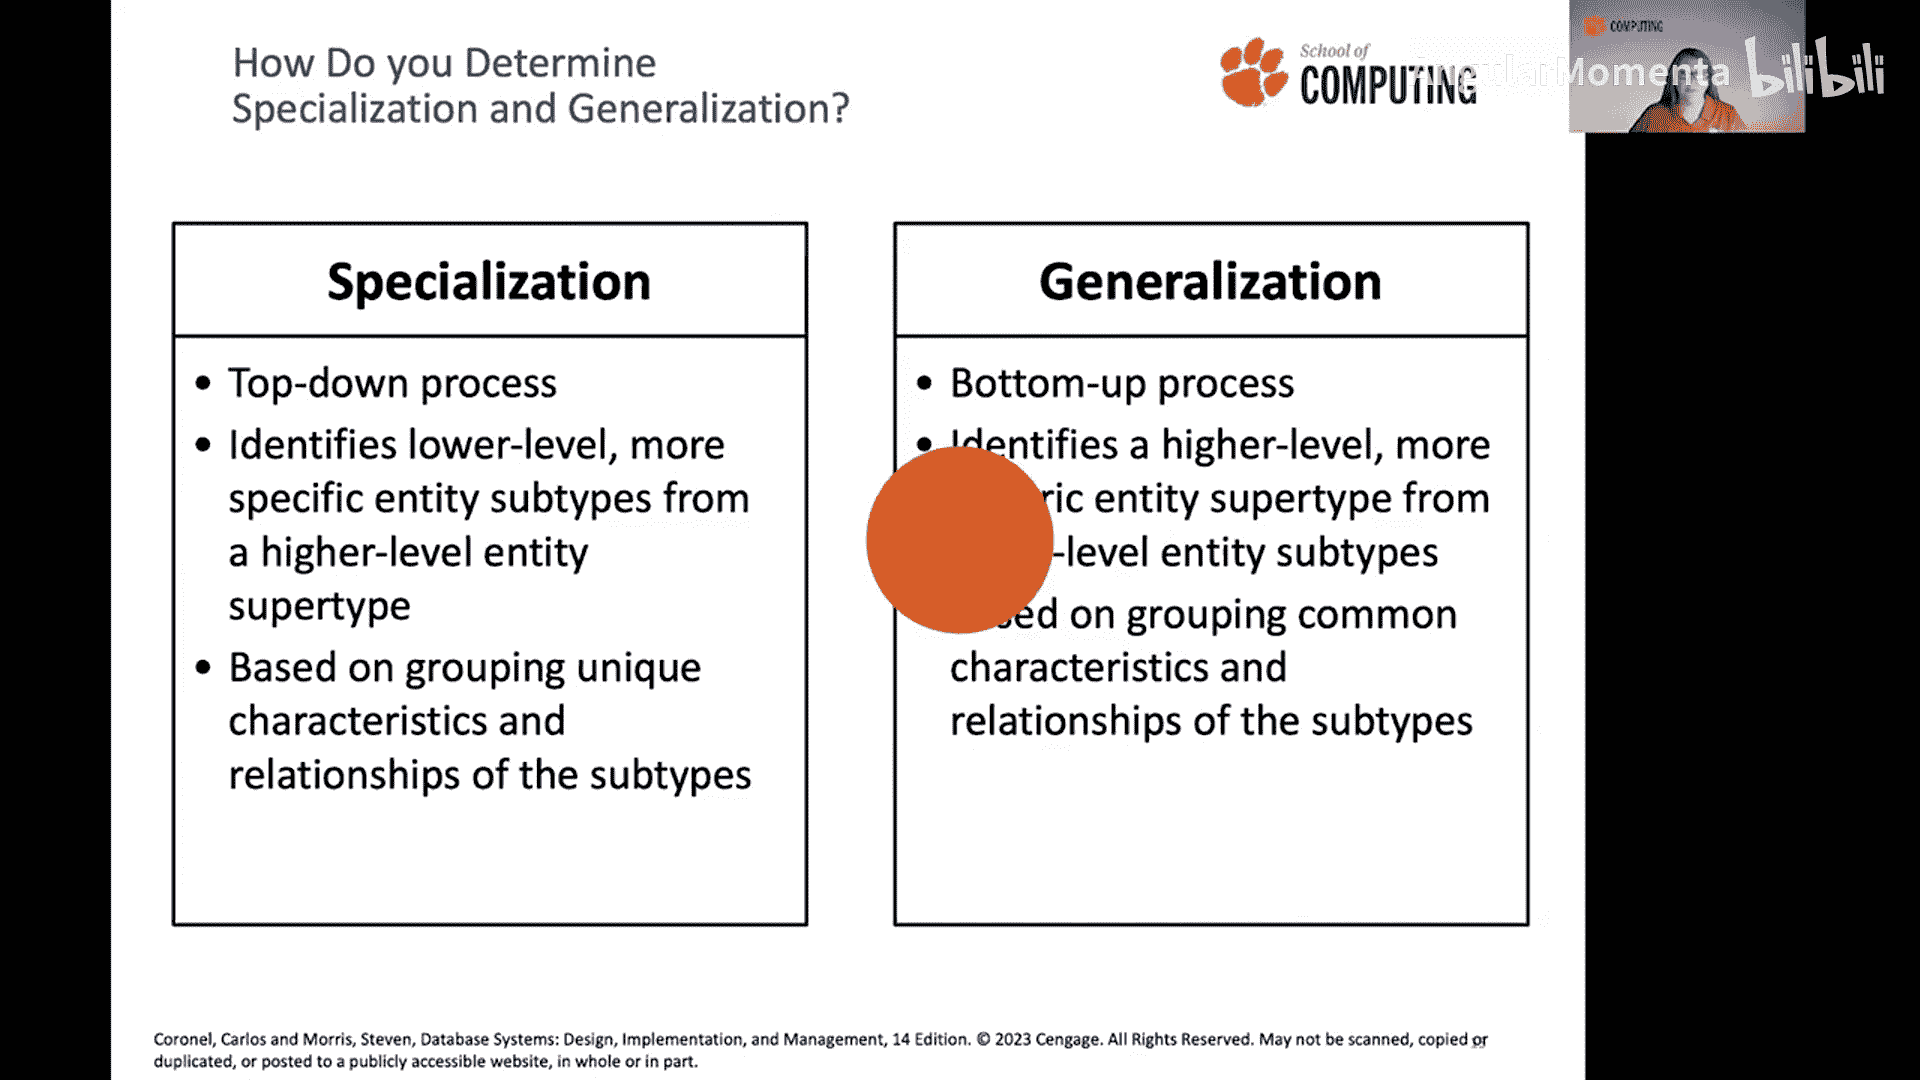 How Do you Determine
Specialization and Generalization?
School of
COMPUTING
COMPUTING
AngularMomenta
bilibili
Specialization
• Top-down process
• Identifies lower-level, more
specific entity subtypes from
a higher-level entity
supertype
• Based on grouping unique
characteristics and
relationships of the subtypes
Generalization
• Bottom-up process
• Identifies a higher-level, more
ric entity supertype from
-level entity subtypes
ed on grouping common
characteristics and
relationships of the subtypes
Coronel, Carlos and Morris, Steven, Database Systems: Design, Implementation, and Management, 14 Edition. © 2023 Cengage. All Rights Reserved. May not be scanned, copied or
duplicated, or posted to a publicly accessible website, in whole or in part.